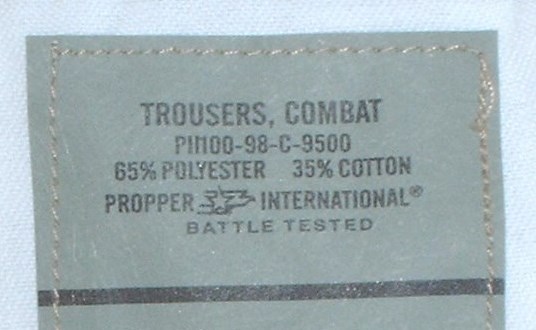 TROUSERS, COMBAT
PI1100-98-C-9500
65% POLYESTER 35% COTTON
PROPPER INTERNATIONAL®
BATTLE TESTED